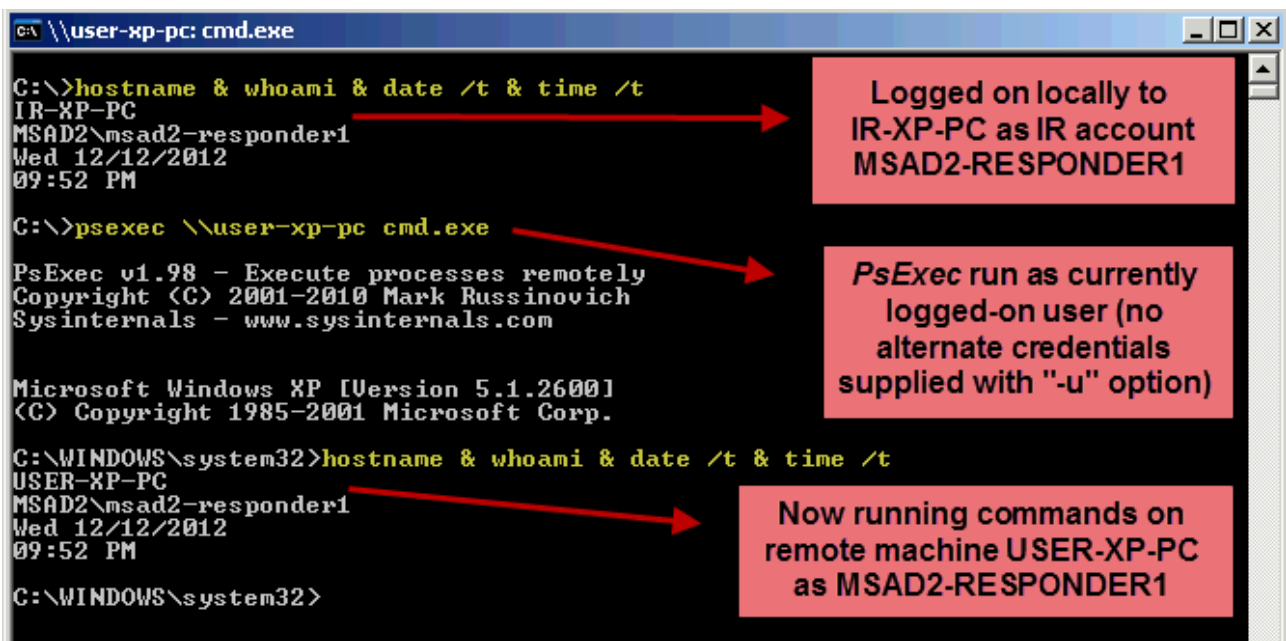 \\user-xp-pc: cmd.exe
C:\>hostname & whoami & date /t & time /t
IR-XP-PC
MSAD2\msad2-responder1
Wed 12/12/2012
09:52 PM
Logged on locally to
IR-XP-PC as IR account
MSAD2-RESPONDER1
C:\>psexec \\user-xp-pc cmd.exe
PsExec v1.98 - Execute processes remotely
Copyright (C) 2001-2010 Mark Russinovich
Sysinternals - www.sysinternals.com
PsExec run as currently
logged-on user (no
alternate credentials
supplied with "-u" option)
Microsoft Windows XP [Version 5.1.2600]
(C) Copyright 1985-2001 Microsoft Corp.
C:\WINDOWS\system32>hostname & whoami & date /t & time /t
USER-XP-PC
MSAD2\msad2-responder1
Wed 12/12/2012
09:52 PM
Now running commands on
remote machine USER-XP-PC
as MSAD2-RESPONDER1
C:\WINDOWS\system32>